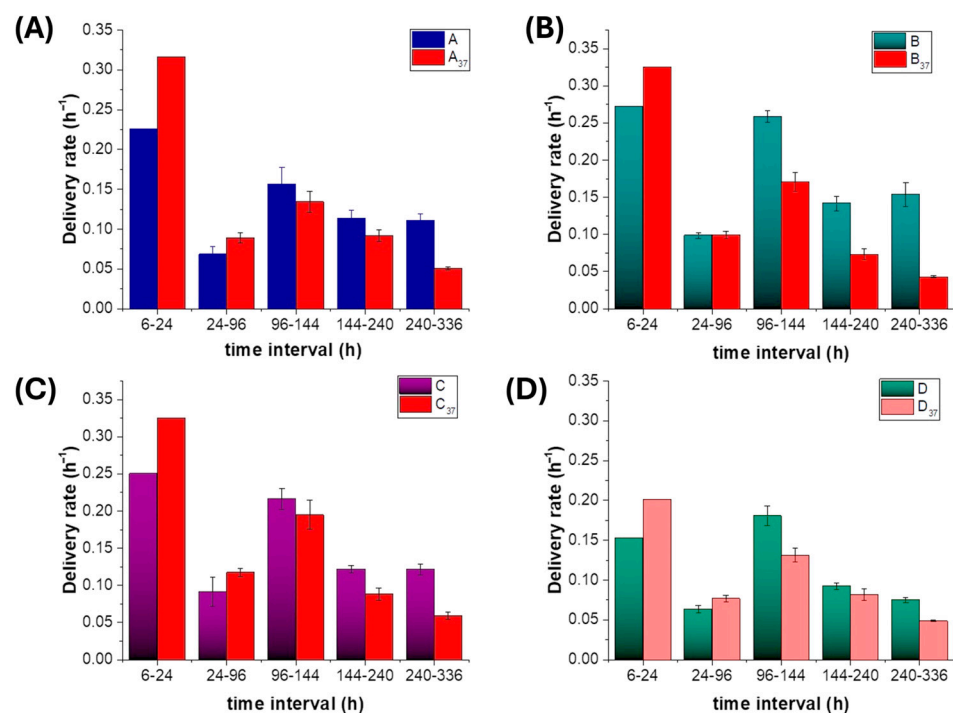 (A)
A
A37
Delivery rate (h⁻¹)
0.35
0.30
0.25
0.20
0.15
0.10
0.05
0.00
6-24 24-96 96-144 144-240 240-336
time interval (h)
(B)
B
B37
Delivery rate (h⁻¹)
0.35
0.30
0.25
0.20
0.15
0.10
0.05
0.00
6-24 24-96 96-144 144-240 240-336
time interval (h)
(C)
C
C37
Delivery rate (h⁻¹)
0.35
0.30
0.25
0.20
0.15
0.10
0.05
0.00
6-24 24-96 96-144 144-240 240-336
time interval (h)
(D)
D
D37
Delivery rate (h⁻¹)
0.35
0.30
0.25
0.20
0.15
0.10
0.05
0.00
6-24 24-96 96-144 144-240 240-336
time interval (h)